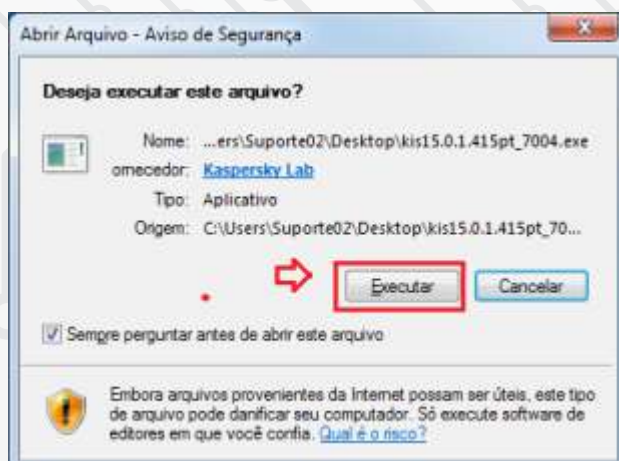 Abrir Arquivo - Aviso de Segurança
Deseja executar este arquivo?
Nome: ...ers\Suporte02\Desktop\kis15.0.1.415pt_7004.exe
omecedor: Kaspersky Lab
Tipo: Aplicativo
Origem: C:\Users\Suporte02\Desktop\kis15.0.1.415pt_70...
Executar Cancelar
Sempre perguntar antes de abrir este arquivo
Embora arquivos provenientes da Internet possam ser úteis, este tipo
de arquivo pode danificar seu computador. Só execute software de
editores em que você confia. Qual é o risco?